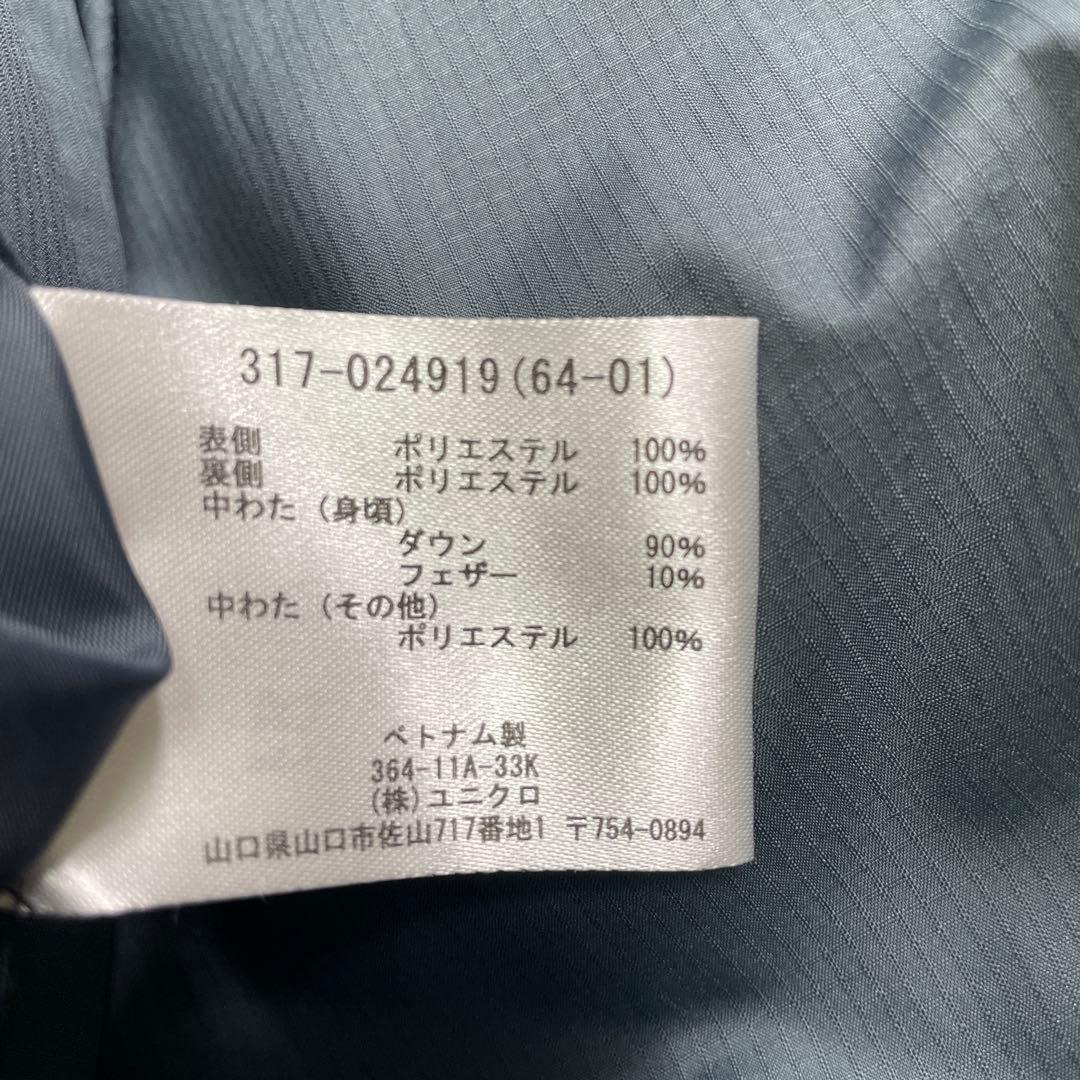 317-024919(64-01)
表側 ポリエステル 100%
裏側 ポリエステル 100%
中わた (身頃)
ダウン 90%
フェザー 10%
中わた (その他)
ポリエステル 100%
ベトナム製
364-11A-33K
(株)ユニクロ
山口県山口市佐山717番地1 〒754-0894